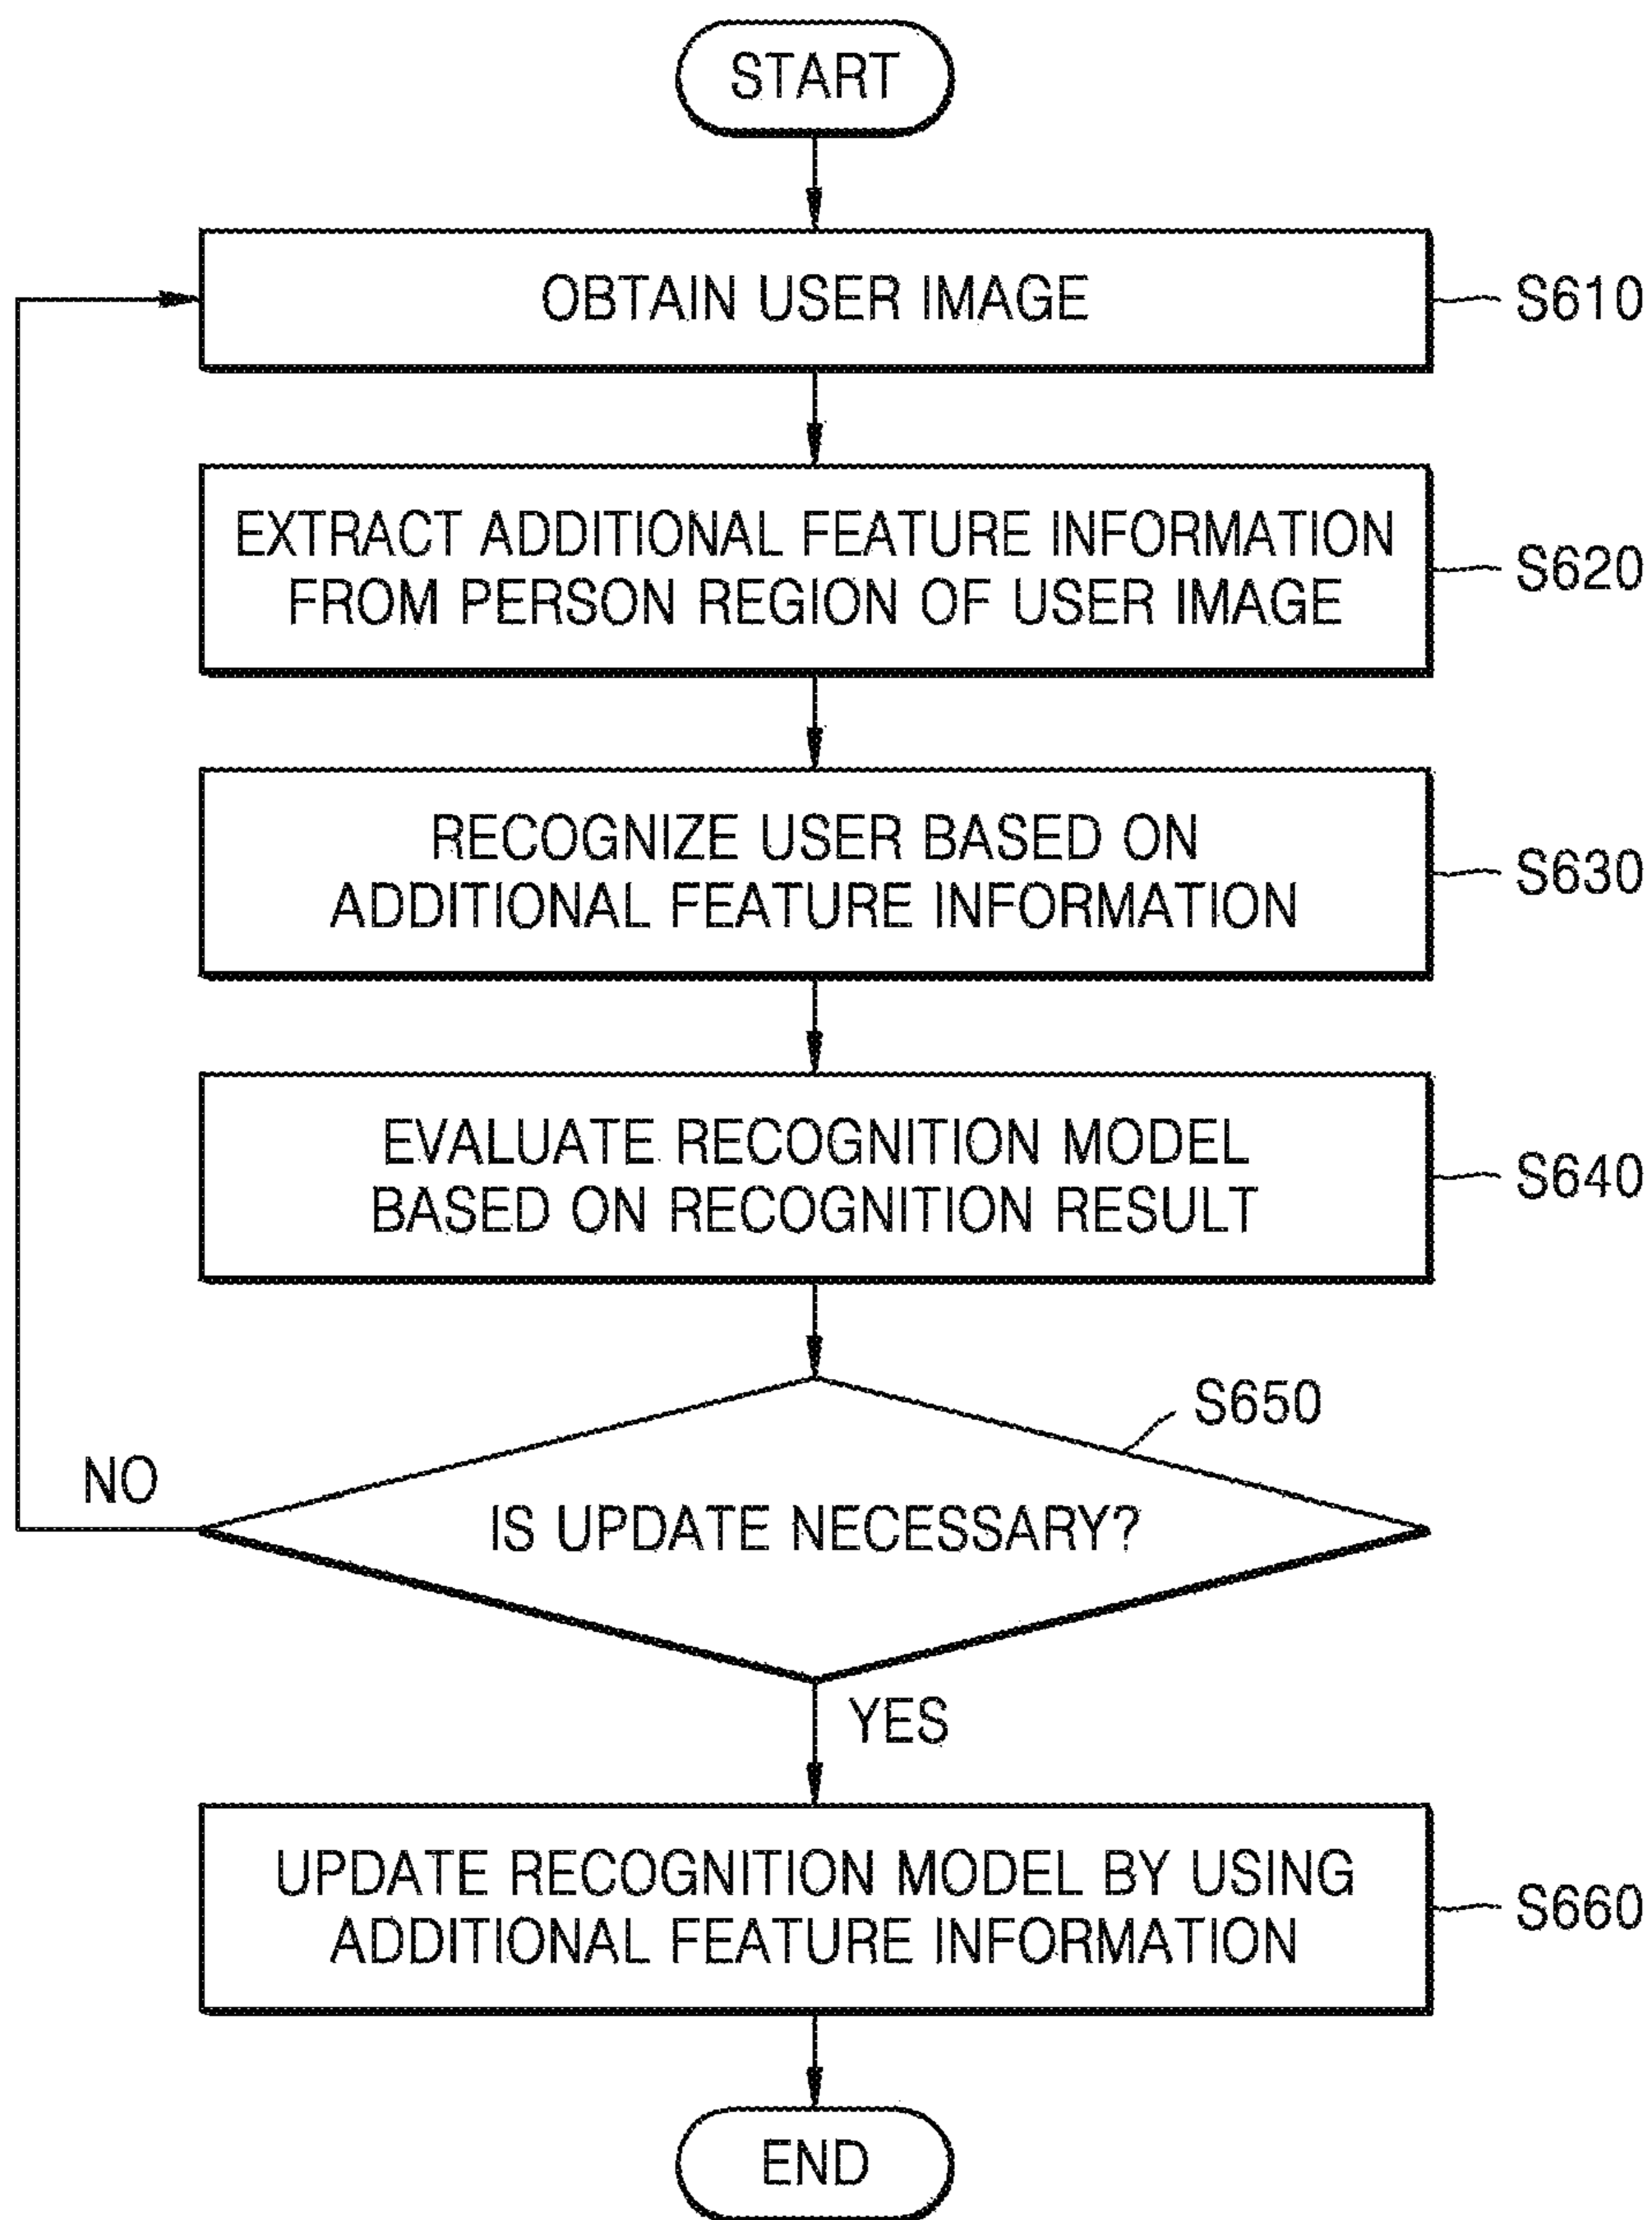 START
OBTAIN USER IMAGE
S610
EXTRACT ADDITIONAL FEATURE INFORMATION
FROM PERSON REGION OF USER IMAGE
S620
RECOGNIZE USER BASED ON
ADDITIONAL FEATURE INFORMATION
S630
EVALUATE RECOGNITION MODEL
BASED ON RECOGNITION RESULT
S640
S650
NO
IS UPDATE NECESSARY?
YES
UPDATE RECOGNITION MODEL BY USING
ADDITIONAL FEATURE INFORMATION
S660
END